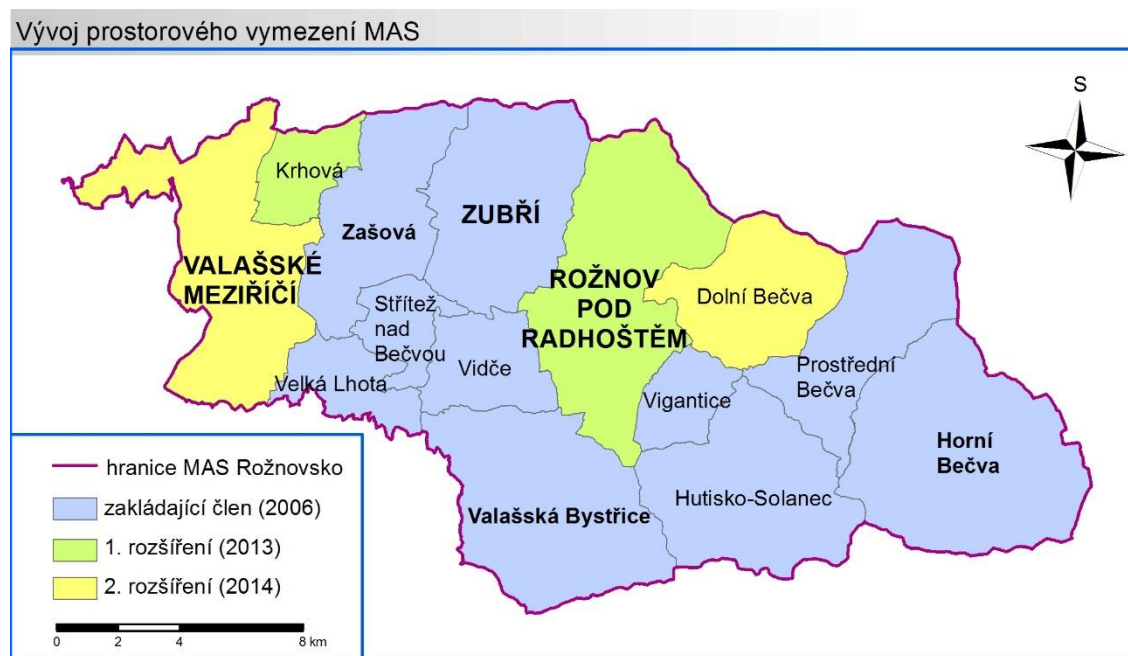 Vývoj prostorového vymezení MAS
S
Krhová
Zašová
ZUBŘÍ
VALAŠSKÉ
MEZIŘÍČÍ
ROŽNOV
POD
RADHOŠTĚM
Dolní Bečva
Střítež
nad
Bečvou
Vidče
Velká Lhota
Vigantice
Prostřední
Bečva
Horní
Bečva
Hutisko-Solanec
Valašská Bystřice
hranice MAS Rožnovsko
zakládající člen (2006)
1. rozšíření (2013)
2. rozšíření (2014)
0 2 4 8 km